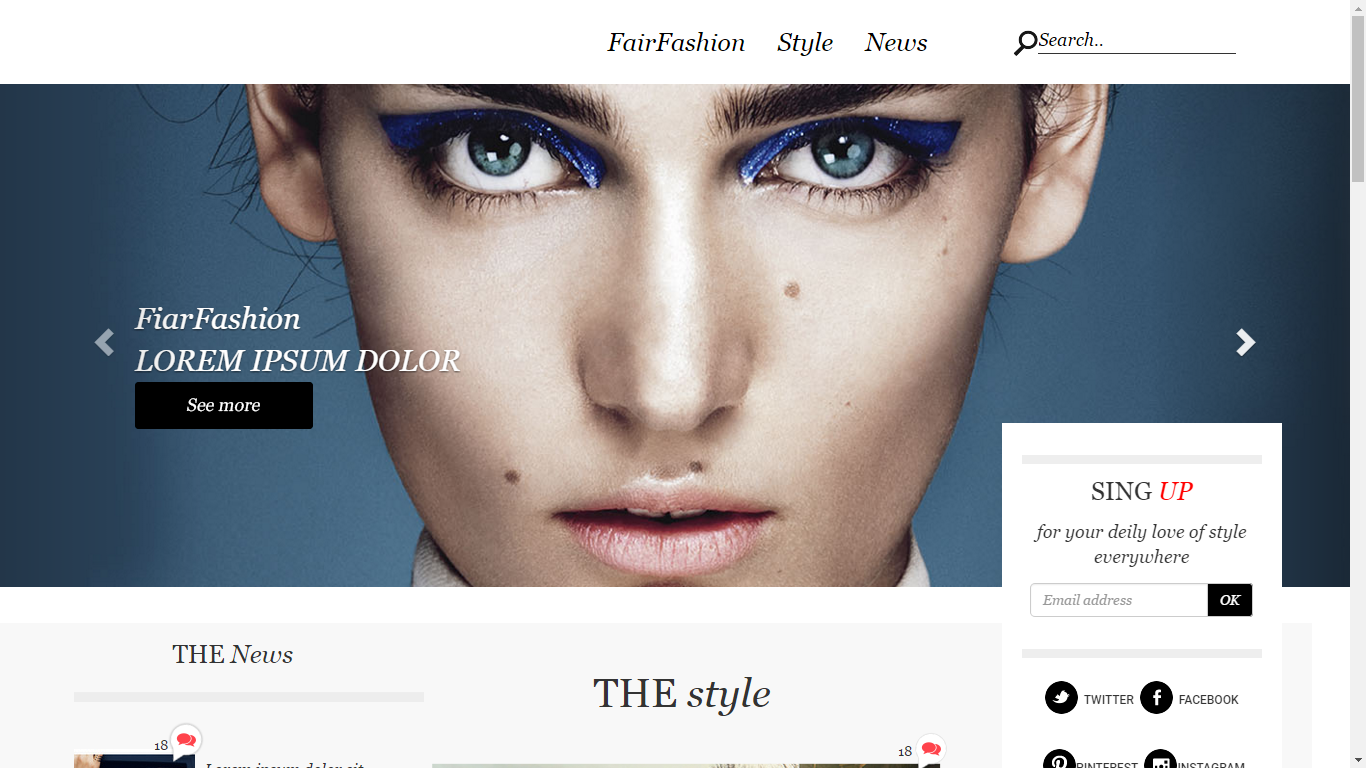 FairFashion Style News Search..
FiarFashion
LOREM IPSUM DOLOR
See more
SING UP
for your deily love of style
everywhere
Email address OK
THE News
THE style
TWITTER FACEBOOK
18
18
PINTEREST INSTAGRAM
Lorem ipsum dolor sit